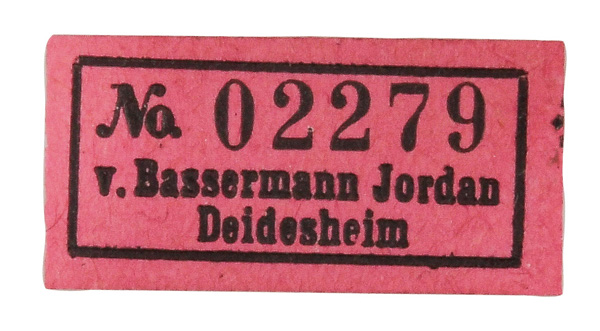 No. 02279
v. Bassermann Jordan
Deidesheim